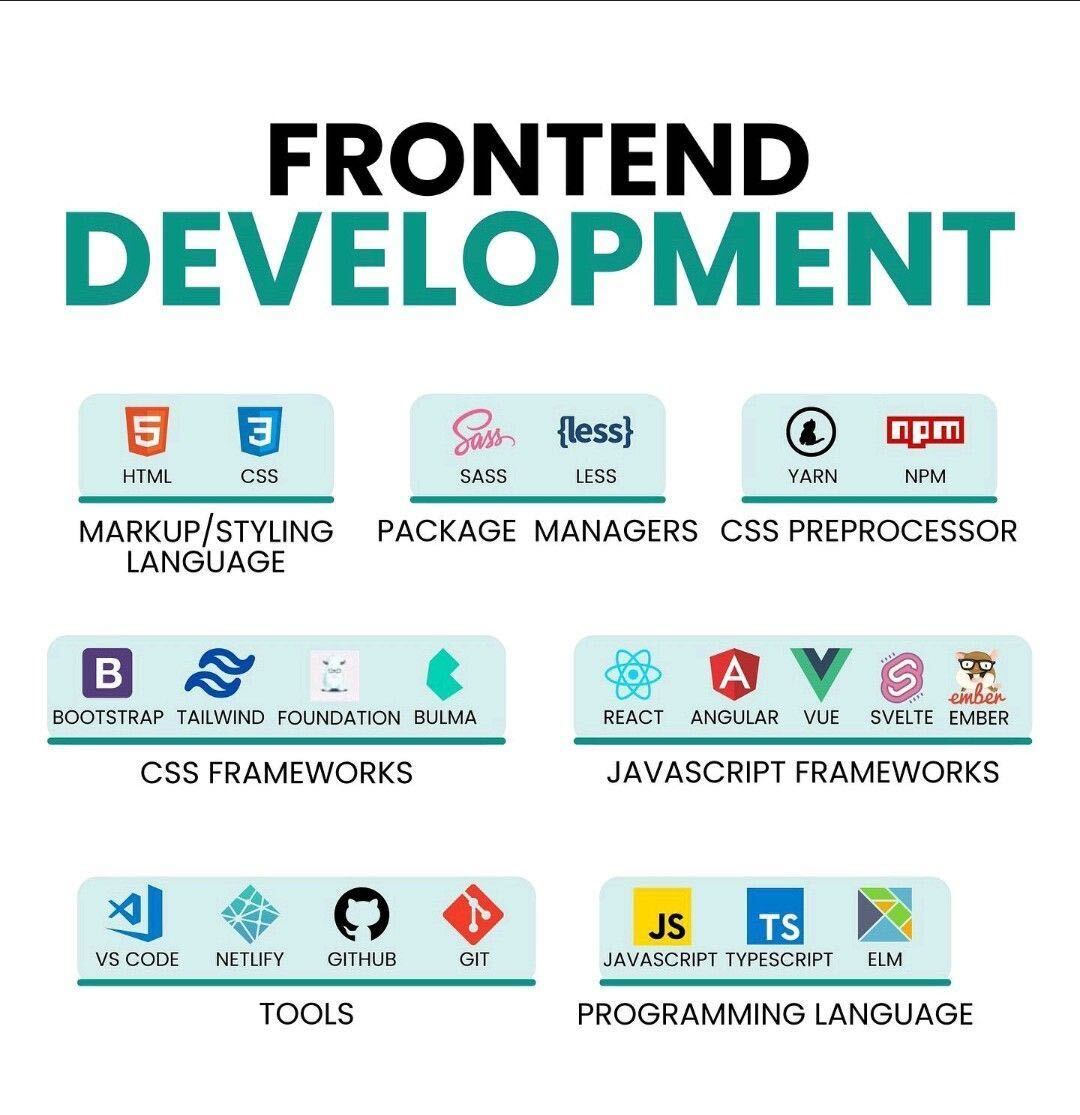 FRONTEND
DEVELOPMENT
5 3 Sass {less} npm
HTML CSS SASS LESS YARN NPM
MARKUP/STYLING PACKAGE MANAGERS CSS PREPROCESSOR
LANGUAGE
B A S ember
BOOTSTRAP TAILWIND FOUNDATION BULMA REACT ANGULAR VUE SVELTE EMBER
CSS FRAMEWORKS JAVASCRIPT FRAMEWORKS
JS TS
VS CODE NETLIFY GITHUB GIT JAVASCRIPT TYPESCRIPT ELM
TOOLS PROGRAMMING LANGUAGE